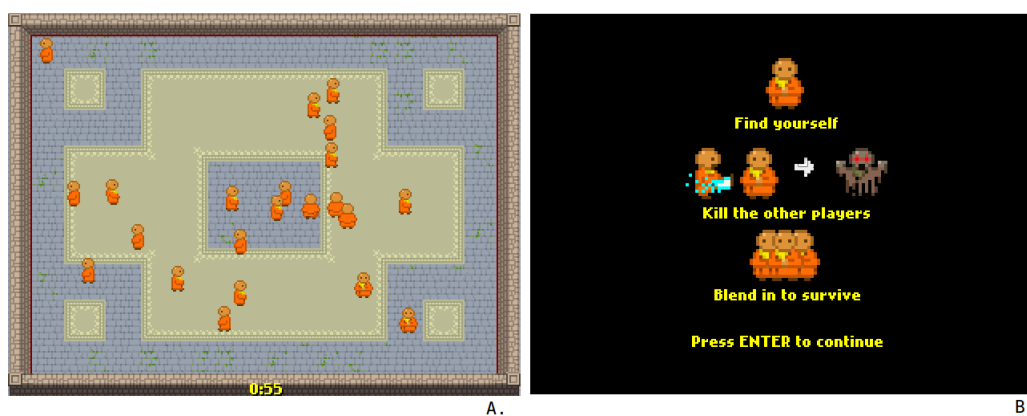 0:55
A.
Find yourself
Kill the other players
Blend in to survive
Press ENTER to continue
B